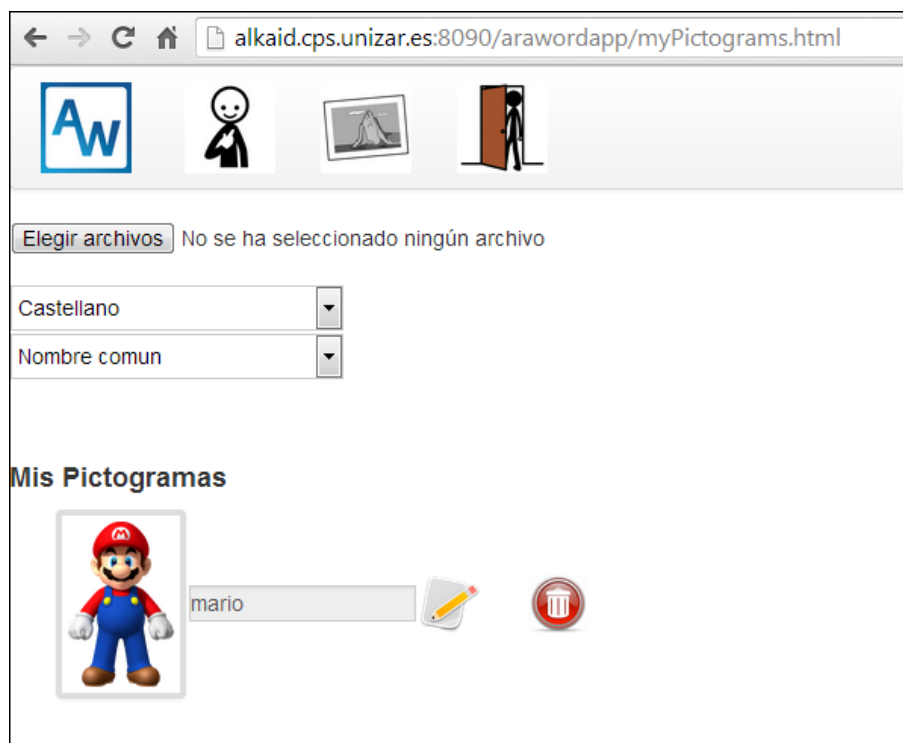 alkaid.cps.unizar.es:8090/arawordapp/myPictograms.html
AW
Elegir archivos No se ha seleccionado ningún archivo
Castellano
Nombre comun
Mis Pictogramas
M
mario